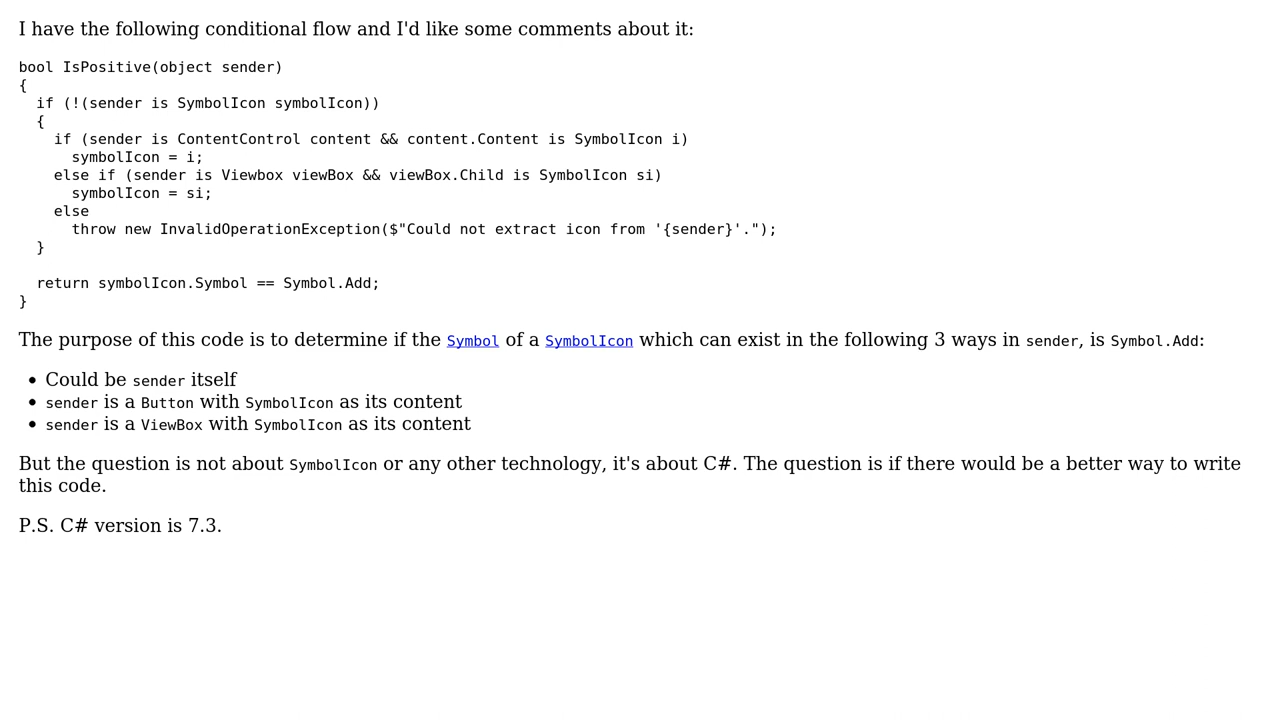 I have the following conditional flow and I'd like some comments about it:
bool IsPositive(object sender)
{
  if (!(sender is SymbolIcon symbolIcon))
  {
    if (sender is ContentControl content && content.Content is SymbolIcon i)
      symbolIcon = i;
    else if (sender is Viewbox viewBox && viewBox.Child is SymbolIcon si)
      symbolIcon = si;
    else
      throw new InvalidOperationException($"Could not extract icon from '{sender}'.");
  }
  return symbolIcon.Symbol == Symbol.Add;
}
The purpose of this code is to determine if the Symbol of a SymbolIcon which can exist in the following 3 ways in sender, is Symbol.Add:
• Could be sender itself
• sender is a Button with SymbolIcon as its content
• sender is a ViewBox with SymbolIcon as its content
But the question is not about SymbolIcon or any other technology, it's about C#. The question is if there would be a better way to write
this code.
P.S. C# version is 7.3.